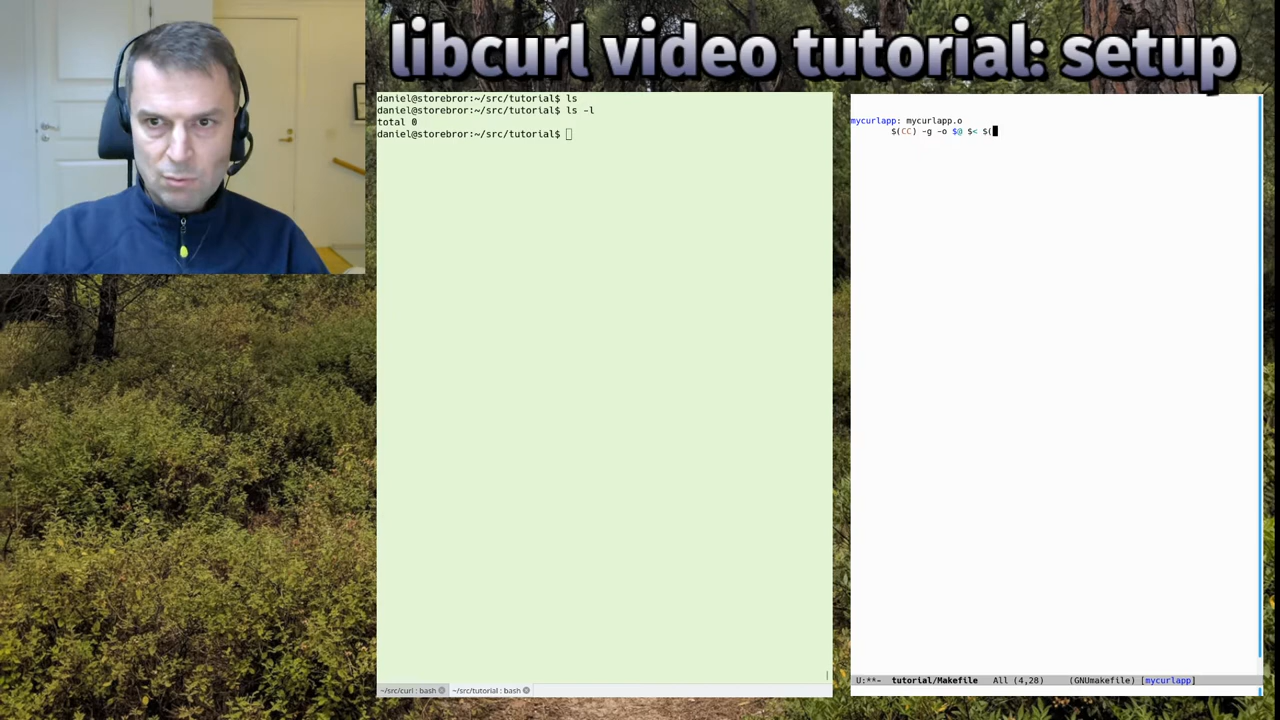 libcurl video tutorial: setup
daniel@storebror:~/src/tutorial$ ls
daniel@storebror:~/src/tutorial$ ls -l
total 0
daniel@storebror:~/src/tutorial$
~/src/curl : bash
~/src/tutorial : bash
mycurlapp: mycurlapp.o
$(CC) -g -o $@ $< $(
U:**- tutorial/Makefile All (4,28) (GNUmakefile) [mycurlapp]